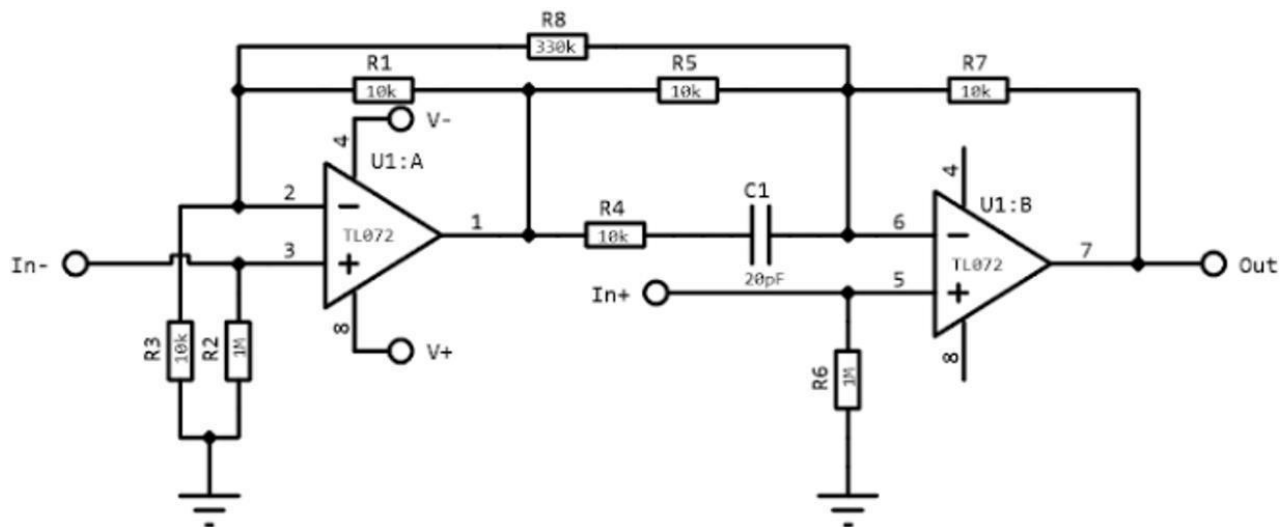 R8
330k
R1
10k
R5
10k
R7
10k
V-
4
U1:A
2
TL072
3
1
8
V+
In-
R3
10k
R2
1M
R4
10k
C1
20pF
In+
4
U1:B
6
TL072
5
7
8
Out
R6
1M